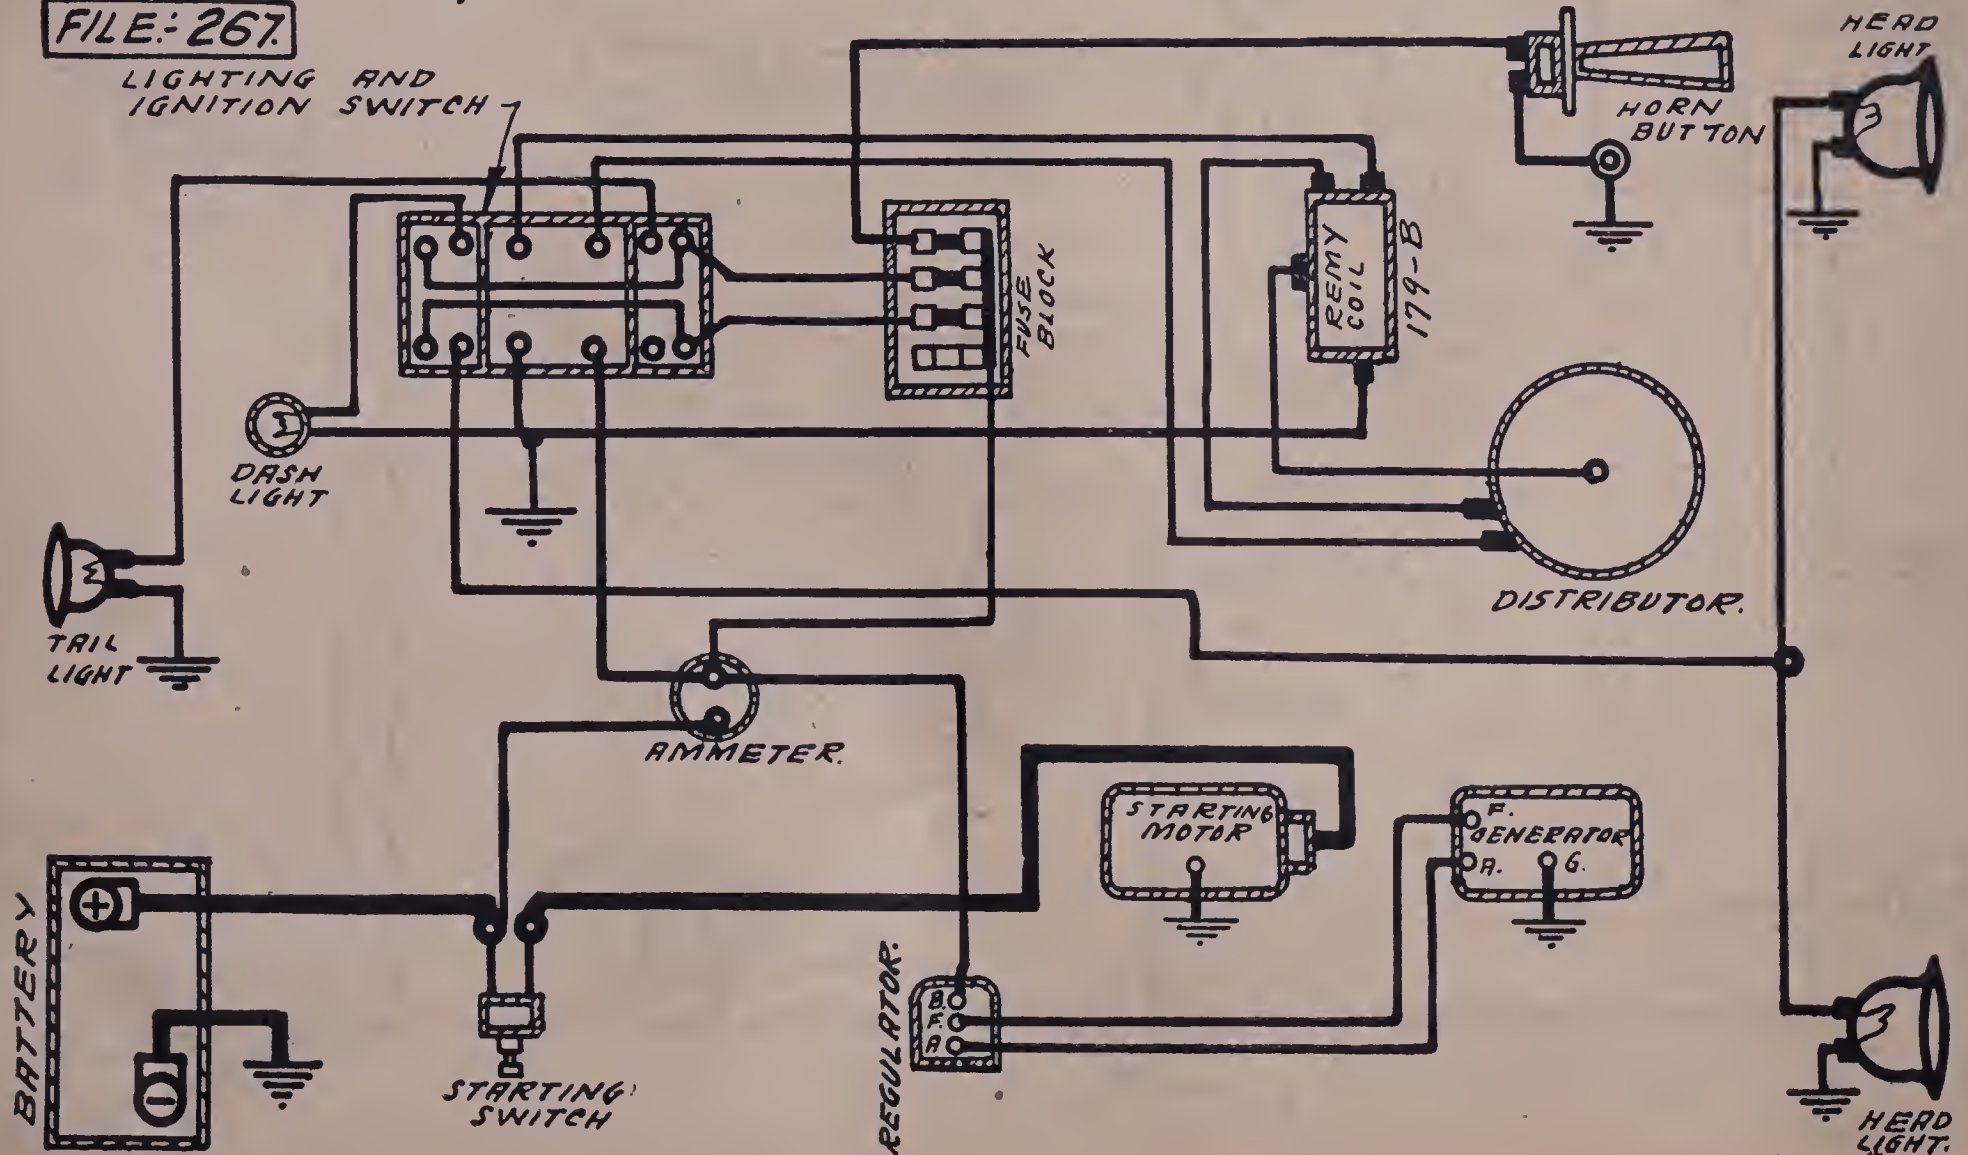 FILE:- 267.
LIGHTING AND
IGNITION SWITCH
HEAD
LIGHT
HORN
BUTTON
REMY
COIL
179-B
FUSE
BLOCK
DASH
LIGHT
TAIL
LIGHT
DISTRIBUTOR.
AMMETER.
STARTING
MOTOR
F.
GENERATOR
A. G.
BATTERY
+
-
STARTING
SWITCH
REGULATOR.
B.
F.
A
HEAD
LIGHT.